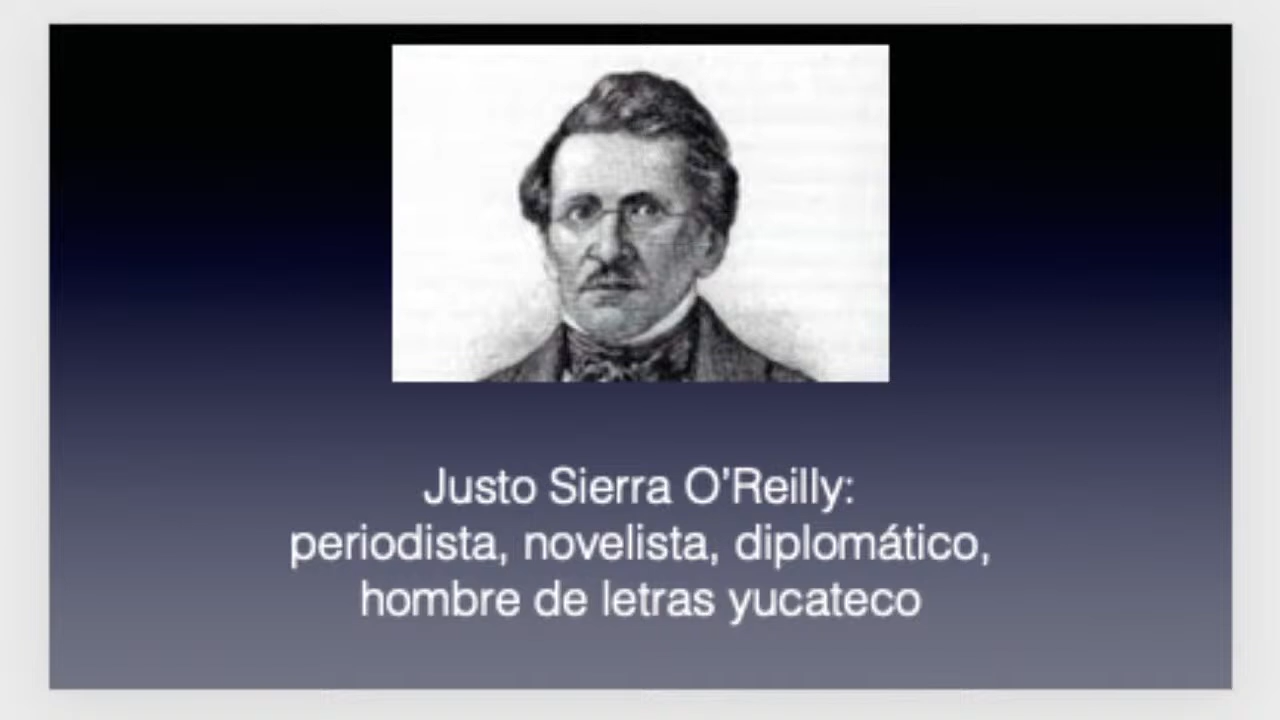 Justo Sierra O'Reilly:
periodista, novelista, diplomático,
hombre de letras yucateco